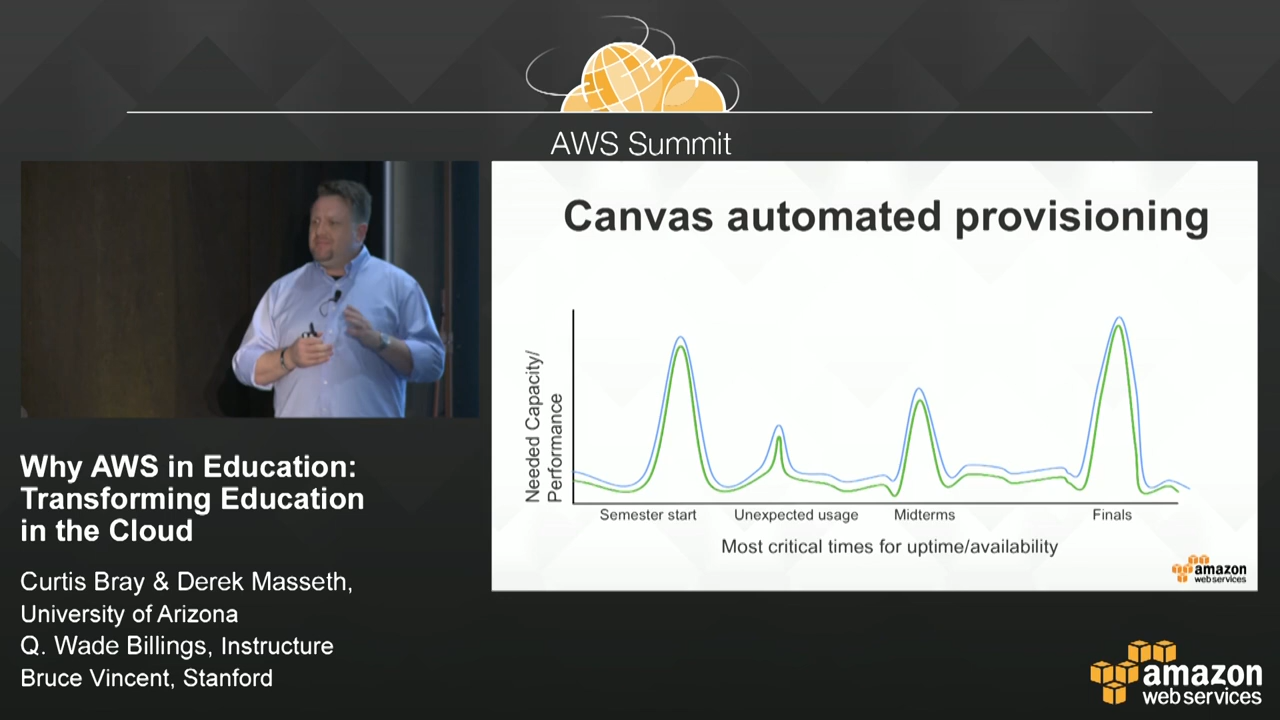 AWS Summit
Canvas automated provisioning
Needed Capacity/
Performance
Semester start
Unexpected usage
Midterms
Finals
Most critical times for uptime/availability
amazon
web services
Why AWS in Education:
Transforming Education
in the Cloud
Curtis Bray & Derek Masseth,
University of Arizona
Q. Wade Billings, Instructure
Bruce Vincent, Stanford
amazon
web services